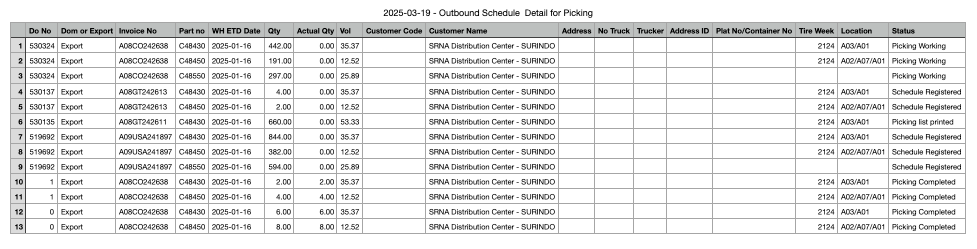 2025-03-19 - Outbound Schedule Detail for Picking
Do No Dom or Export Invoice No Part no WH ETD Date Qty Actual Qty Vol Customer Code Customer Name Address No Truck Trucker Address ID Plat No/Container No Tire Week Location Status
1 530324 Export A08CO242638 C48430 2025-01-16 442.00 0.00 35.37 SRNA Distribution Center - SURINDO 2124 A03/A01 Picking Working
2 530324 Export A08CO242638 C48450 2025-01-16 191.00 0.00 12.52 SRNA Distribution Center - SURINDO 2124 A02/A07/A01 Picking Working
3 530324 Export A08CO242638 C48550 2025-01-16 297.00 0.00 25.89 SRNA Distribution Center - SURINDO Picking Working
4 530137 Export A08GT242613 C48430 2025-01-16 4.00 0.00 35.37 SRNA Distribution Center - SURINDO 2124 A03/A01 Schedule Registered
5 530137 Export A08GT242613 C48450 2025-01-16 2.00 0.00 12.52 SRNA Distribution Center - SURINDO 2124 A02/A07/A01 Schedule Registered
6 530135 Export A08GT242611 C48430 2025-01-16 660.00 0.00 53.33 SRNA Distribution Center - SURINDO 2124 A03/A01 Picking list printed
7 519692 Export A09USA241897 C48430 2025-01-16 844.00 0.00 35.37 SRNA Distribution Center - SURINDO 2124 A03/A01 Schedule Registered
8 519692 Export A09USA241897 C48450 2025-01-16 382.00 0.00 12.52 SRNA Distribution Center - SURINDO 2124 A02/A07/A01 Schedule Registered
9 519692 Export A09USA241897 C48550 2025-01-16 594.00 0.00 25.89 SRNA Distribution Center - SURINDO Schedule Registered
10 1 Export A08CO242638 C48430 2025-01-16 2.00 2.00 35.37 SRNA Distribution Center - SURINDO 2124 A03/A01 Picking Completed
11 1 Export A08CO242638 C48450 2025-01-16 4.00 4.00 12.52 SRNA Distribution Center - SURINDO 2124 A02/A07/A01 Picking Completed
12 0 Export A08CO242638 C48430 2025-01-16 6.00 6.00 35.37 SRNA Distribution Center - SURINDO 2124 A03/A01 Picking Completed
13 0 Export A08CO242638 C48450 2025-01-16 8.00 8.00 12.52 SRNA Distribution Center - SURINDO 2124 A02/A07/A01 Picking Completed